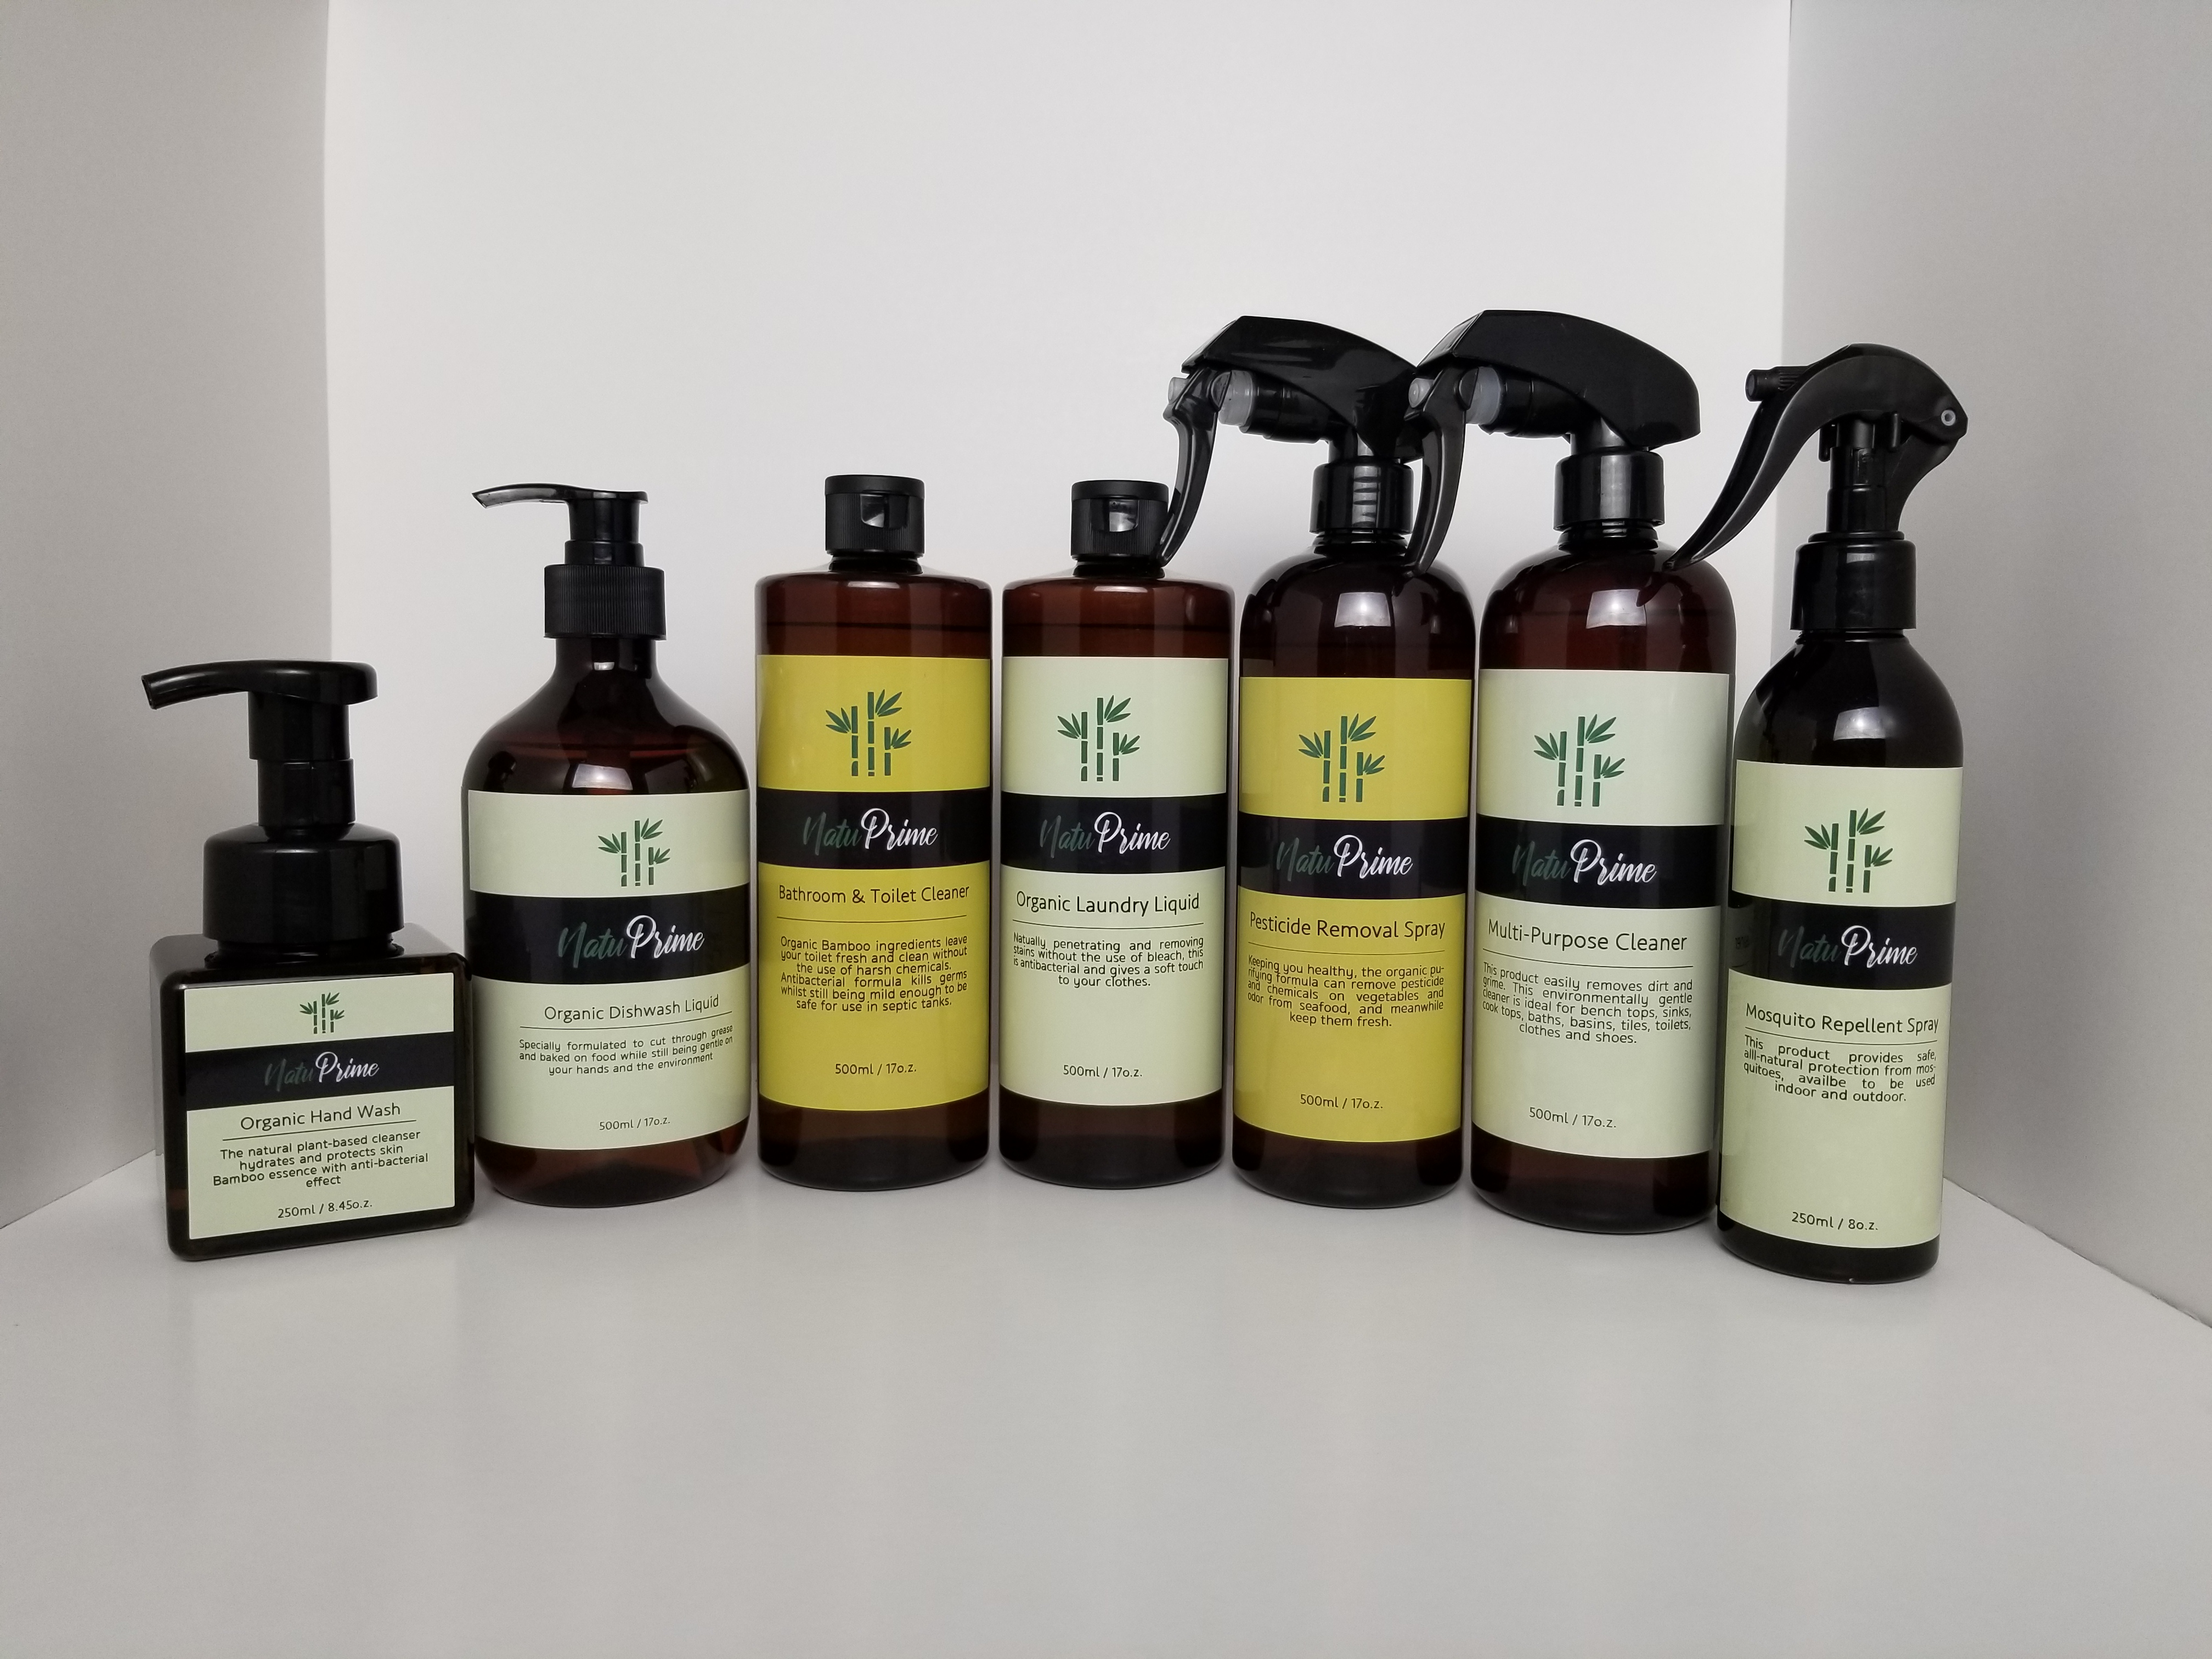 NatuPrime
Organic Hand Wash
The natural plant-based cleanser
hydrates and protects skin
Bamboo essence with anti-bacterial
effect
250ml / 8.45o.z.
NatuPrime
Organic Dishwash Liquid
Specially formulated to cut through grease
and baked on food while still being gentle on
your hands and the environment
500ml / 17o.z.
NatuPrime
Bathroom & Toilet Cleaner
Organic Bamboo ingredients leave
your toilet fresh and clean without
the use of harsh chemicals.
Antibacterial formula kills germs
whilst still being mild enough to be
safe for use in septic tanks.
500ml / 17o.z.
NatuPrime
Organic Laundry Liquid
Natually penetrating and removing
stains without the use of bleach, this
is antibacterial and gives a soft touch
to your clothes.
500ml / 17o.z.
NatuPrime
Pesticide Removal Spray
Keeping you healthy, the organic pu-
rifying formula can remove pesticide
and chemicals on vegetables and
odor from seafood, and meanwhile
keep them fresh.
500ml / 17o.z.
NatuPrime
Multi-Purpose Cleaner
This product easily removes dirt and
grime. This environmentally gentle
cleaner is ideal for bench tops, sinks,
cook tops, baths, basins, tiles, toilets,
clothes and shoes.
500ml / 17o.z.
NatuPrime
Mosquito Repellent Spray
This product provides safe,
alll-natural protection from mos-
quitoes, availbe to be used
indoor and outdoor.
250ml / 8o.z.